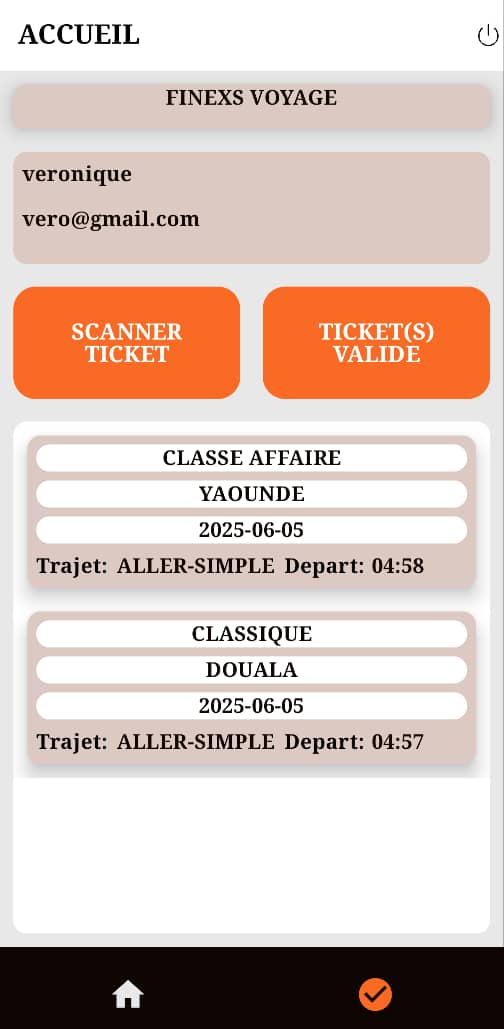 ACCUEIL
FINEXS VOYAGE
veronique
vero@gmail.com
SCANNER
TICKET
TICKET(S)
VALIDE
CLASSE AFFAIRE
YAOUNDE
2025-06-05
Trajet: ALLER-SIMPLE Depart: 04:58
CLASSIQUE
DOUALA
2025-06-05
Trajet: ALLER-SIMPLE Depart: 04:57